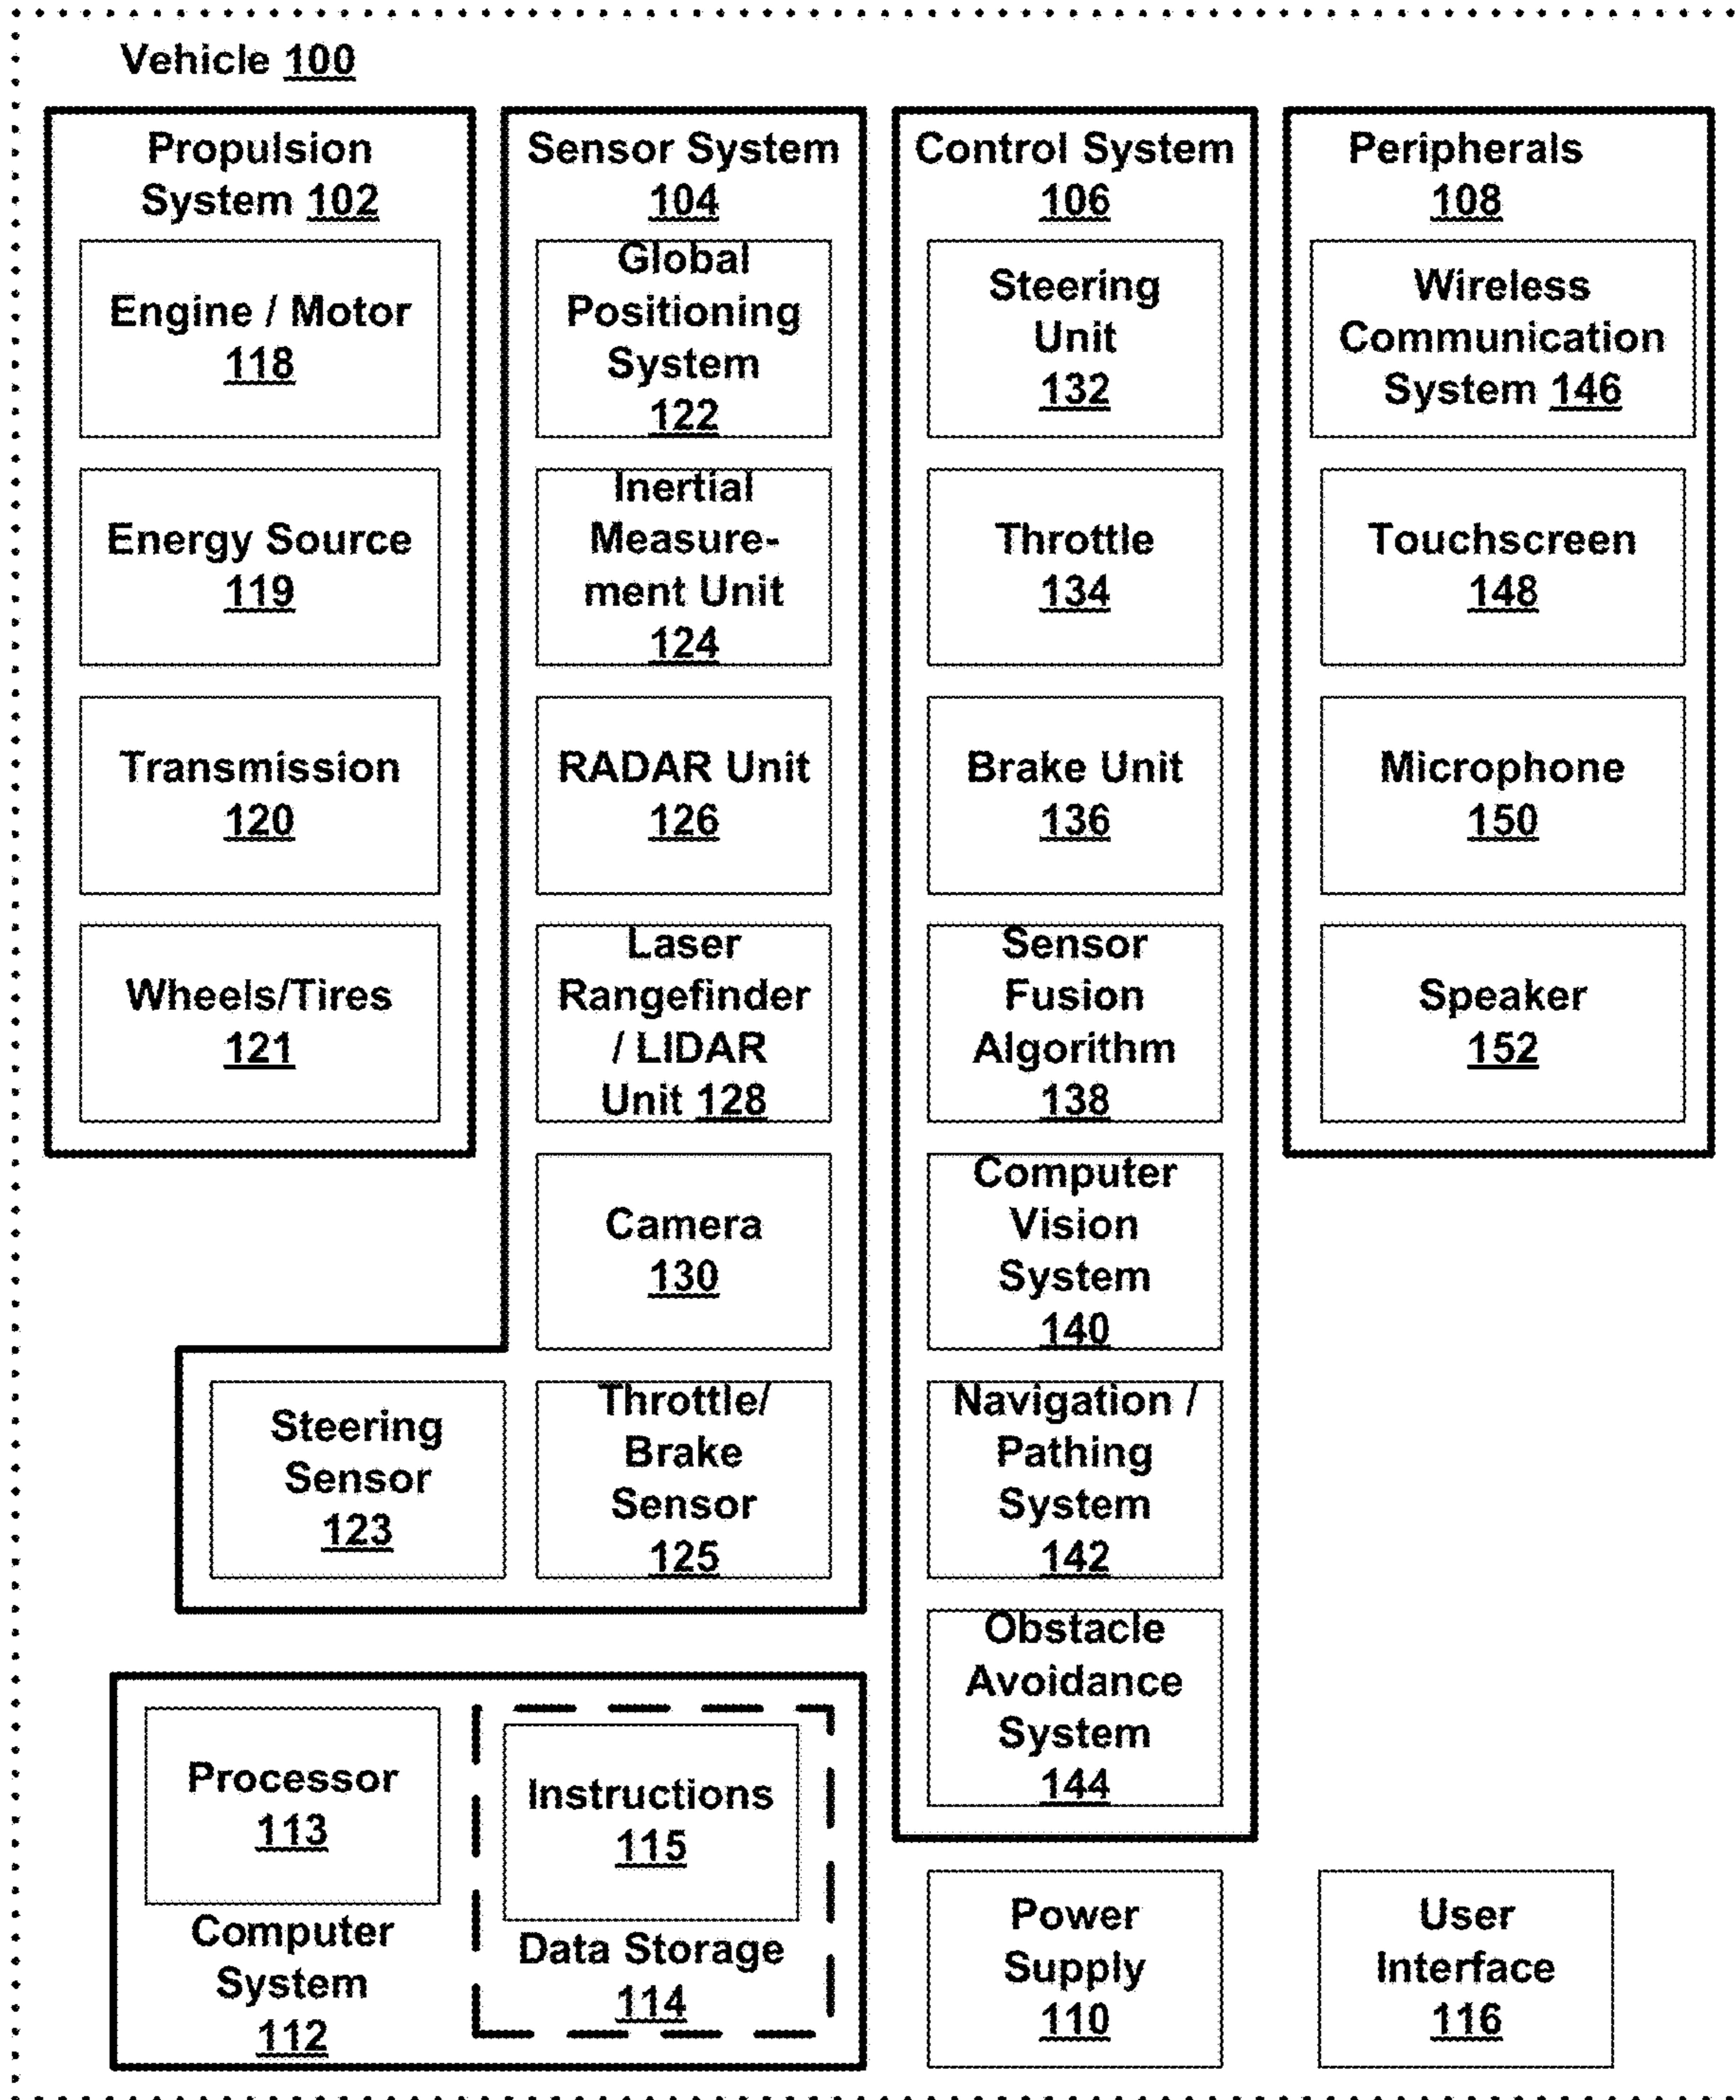 Vehicle 100
Propulsion
System 102
Engine / Motor
118
Energy Source
119
Transmission
120
Wheels/Tires
121
Sensor System
104
Global
Positioning
System
122
Inertial
Measure-
ment Unit
124
RADAR Unit
126
Laser
Rangefinder
/ LIDAR
Unit 128
Camera
130
Steering
Sensor
123
Throttle/
Brake
Sensor
125
Control System
106
Steering
Unit
132
Throttle
134
Brake Unit
136
Sensor
Fusion
Algorithm
138
Computer
Vision
System
140
Navigation /
Pathing
System
142
Obstacle
Avoidance
System
144
Peripherals
108
Wireless
Communication
System 146
Touchscreen
148
Microphone
150
Speaker
152
Processor
113
Computer
System
112
Instructions
115
Data Storage
114
Power
Supply
110
User
Interface
116